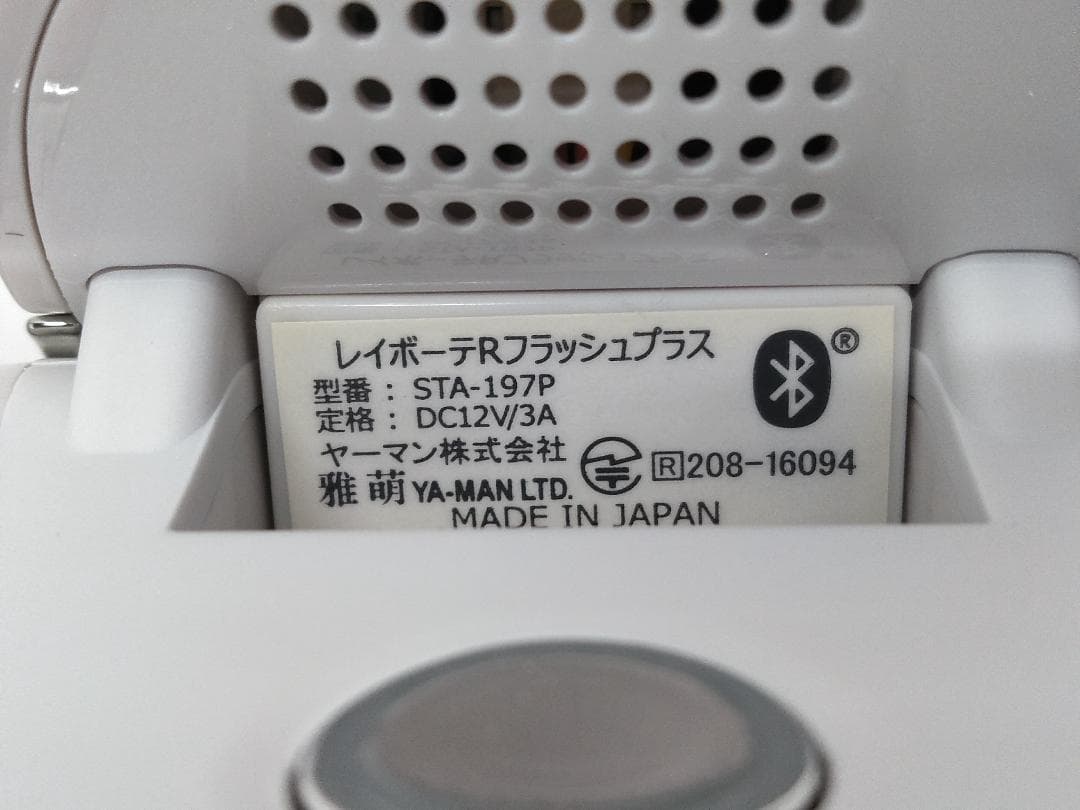 レイボーテRフラッシュプラス
®
型番： STA-197P
定格： DC12V/3A
ヤーマン株式会社
R 208-16094
雅萌 YA-MAN LTD.
MADE IN JAPAN